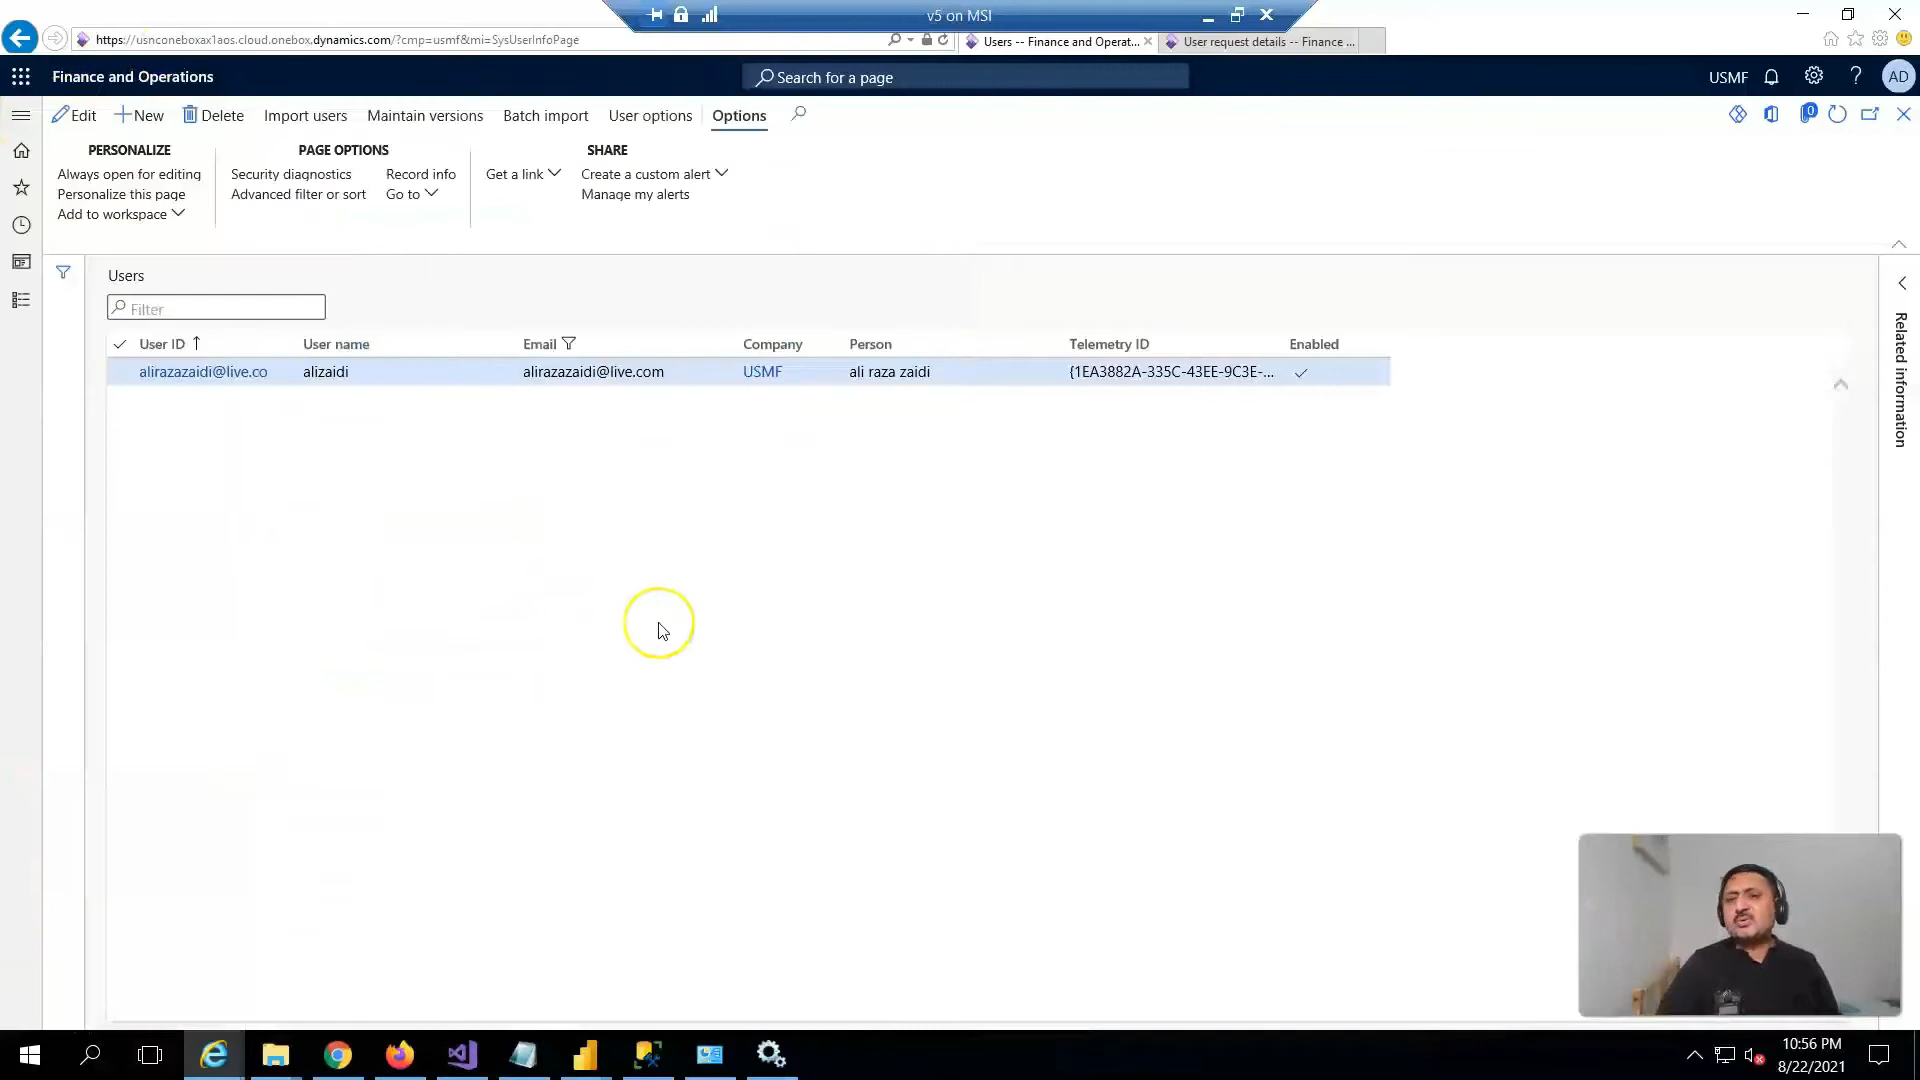 v5 on MSI
https://usnconeboxax1aos.cloud.onebox.dynamics.com/?cmp=usmf&mi=SysUserInfoPage
Users -- Finance and Operat...
User request details -- Finance ...
Finance and Operations
Search for a page
USMF
?
AD
Edit
New
Delete
Import users
Maintain versions
Batch import
User options
Options
0
PERSONALIZE
Always open for editing
Personalize this page
Add to workspace
PAGE OPTIONS
Security diagnostics
Record info
Advanced filter or sort
Go to
SHARE
Get a link
Create a custom alert
Manage my alerts
Users
Filter
User ID
User name
Email
Company
Person
Telemetry ID
Enabled
alirazazaidi@live.co
alizaidi
alirazazaidi@live.com
USMF
ali raza zaidi
{1EA3882A-335C-43EE-9C3E-...
Related information
10:56 PM
8/22/2021